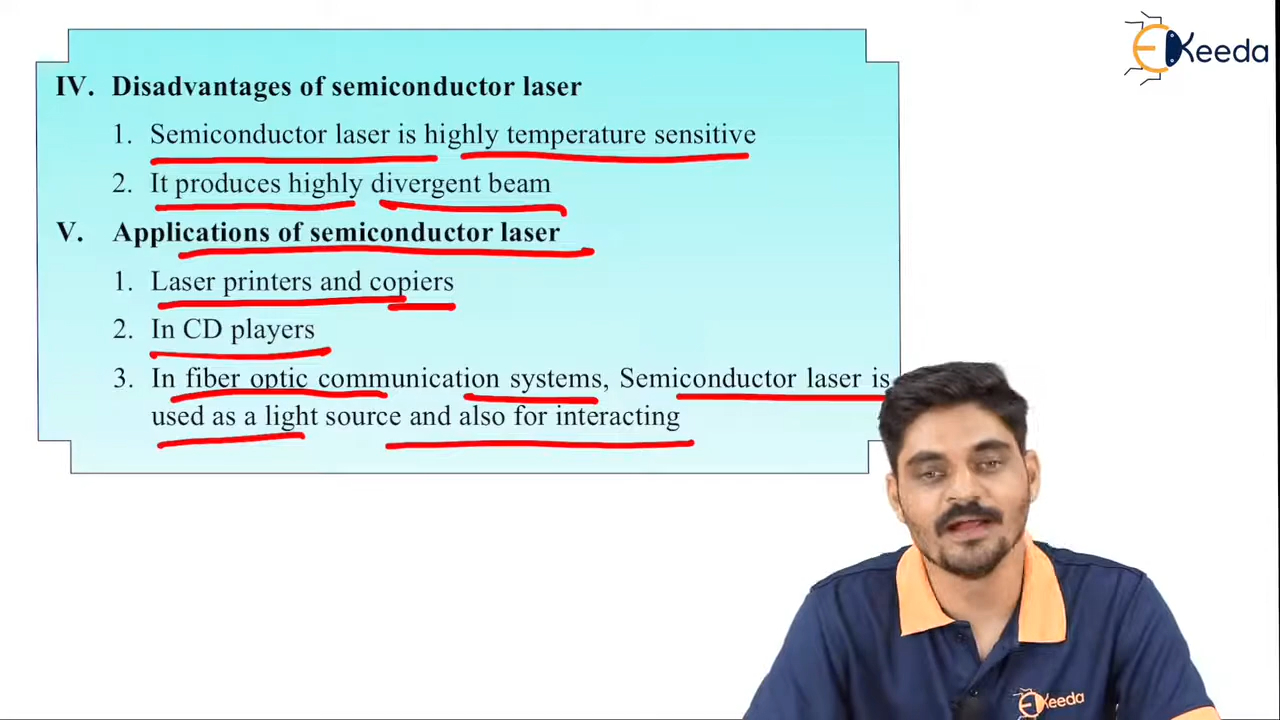 EKeeda
IV. Disadvantages of semiconductor laser
1. Semiconductor laser is highly temperature sensitive
2. It produces highly divergent beam
V. Applications of semiconductor laser
1. Laser printers and copiers
2. In CD players
3. In fiber optic communication systems, Semiconductor laser is
used as a light source and also for interacting
EKeeda